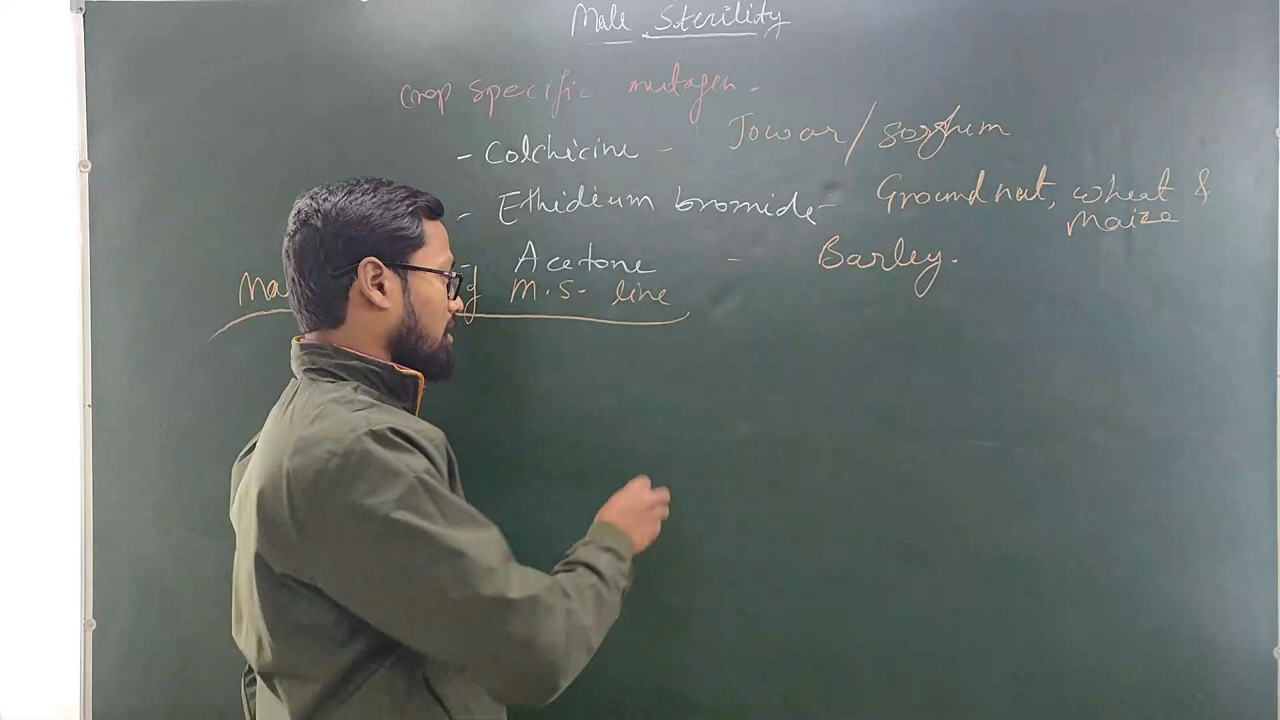 Male Sterility
crop specific mutagen.
- Colchicine - Jowar/sorghum
- Ethidium bromide - Groundnut, wheat &
Maize
- Acetone - Barley.
M.S. line